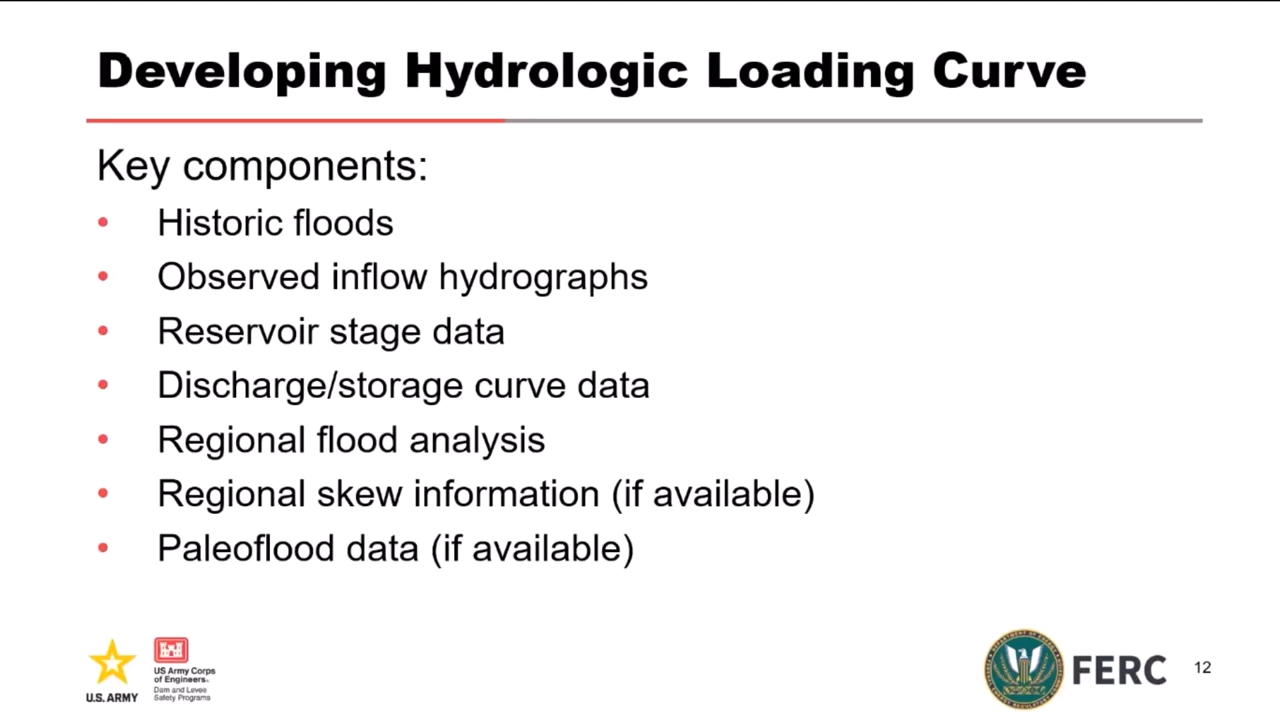 Developing Hydrologic Loading Curve
Key components:
• Historic floods
• Observed inflow hydrographs
• Reservoir stage data
• Discharge/storage curve data
• Regional flood analysis
• Regional skew information (if available)
• Paleoflood data (if available)
U.S. ARMY
US Army Corps
of Engineers.
Dam and Levee
Safety Programs
FERC
12